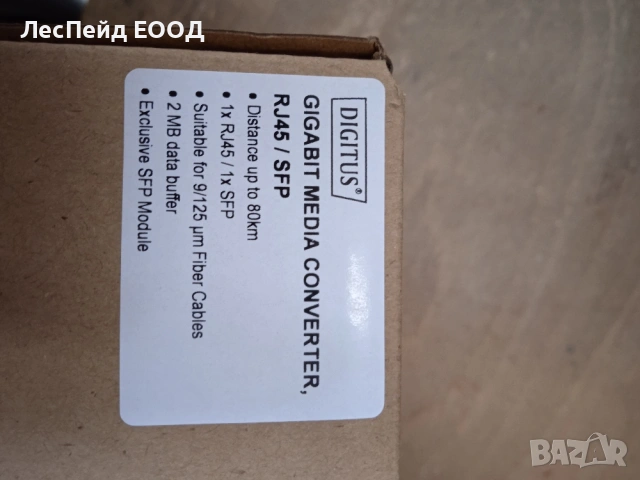 ЛесПейд ЕООД
DIGITUS®
GIGABIT MEDIA CONVERTER,
RJ45 / SFP
• Distance up to 80km
• 1x RJ45 / 1x SFP
• Suitable for 9/125 µm Fiber Cables
• 2 MB data buffer
• Exclusive SFP Module
BAZAR